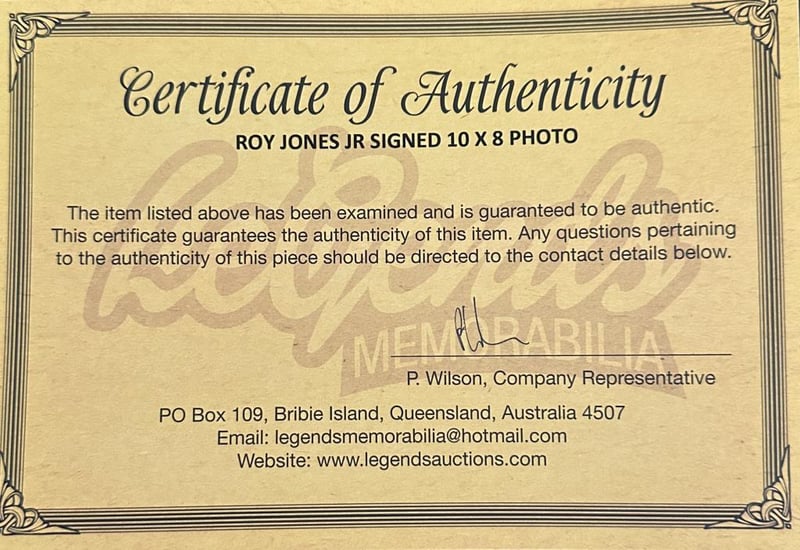 Certificate of Authenticity
ROY JONES JR SIGNED 10 X 8 PHOTO
Legends
The item listed above has been examined and is guaranteed to be authentic.
This certificate guarantees the authenticity of this item. Any questions pertaining
to the authenticity of this piece should be directed to the contact details below.
MEMORABILIA
P. Wilson, Company Representative
PO Box 109, Bribie Island, Queensland, Australia 4507
Email: legendsmemorabilia@hotmail.com
Website: www.legendsauctions.com